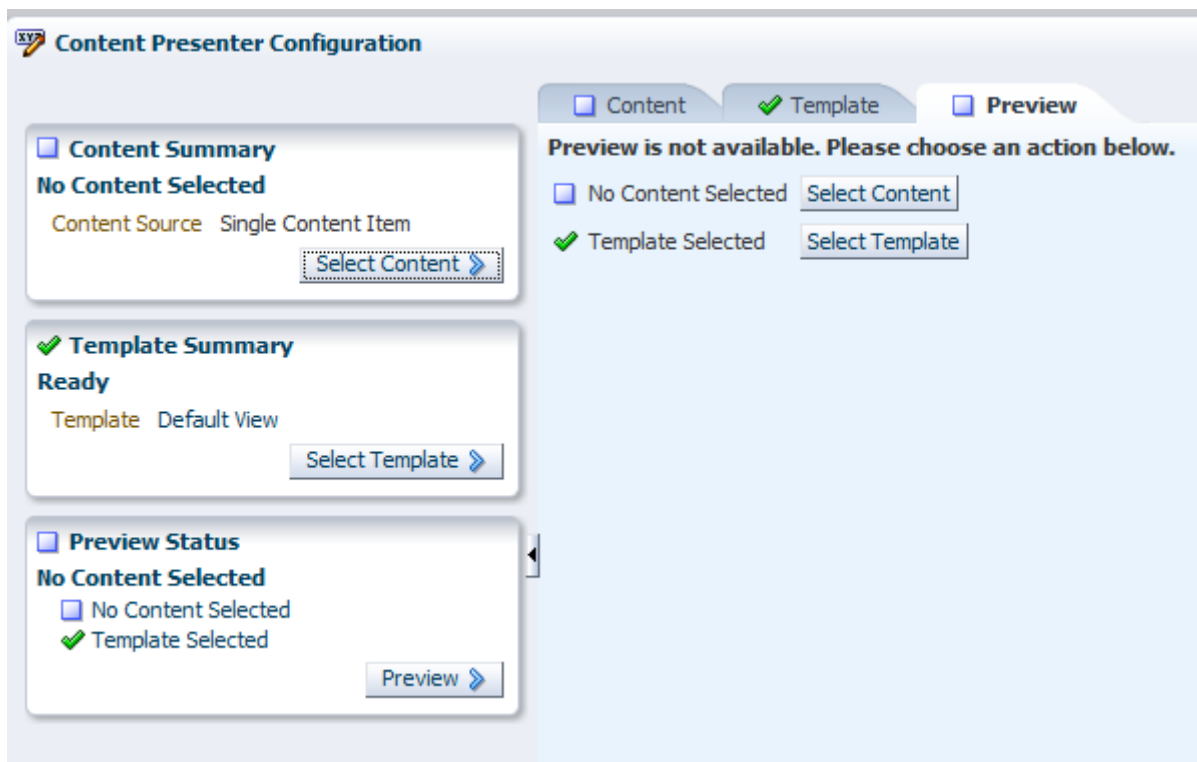 Content Presenter Configuration
Content
Template
Preview
Content Summary
No Content Selected
Content Source Single Content Item
Select Content
Template Summary
Ready
Template Default View
Select Template
Preview Status
No Content Selected
No Content Selected
Template Selected
Preview
Preview is not available. Please choose an action below.
No Content Selected Select Content
Template Selected Select Template